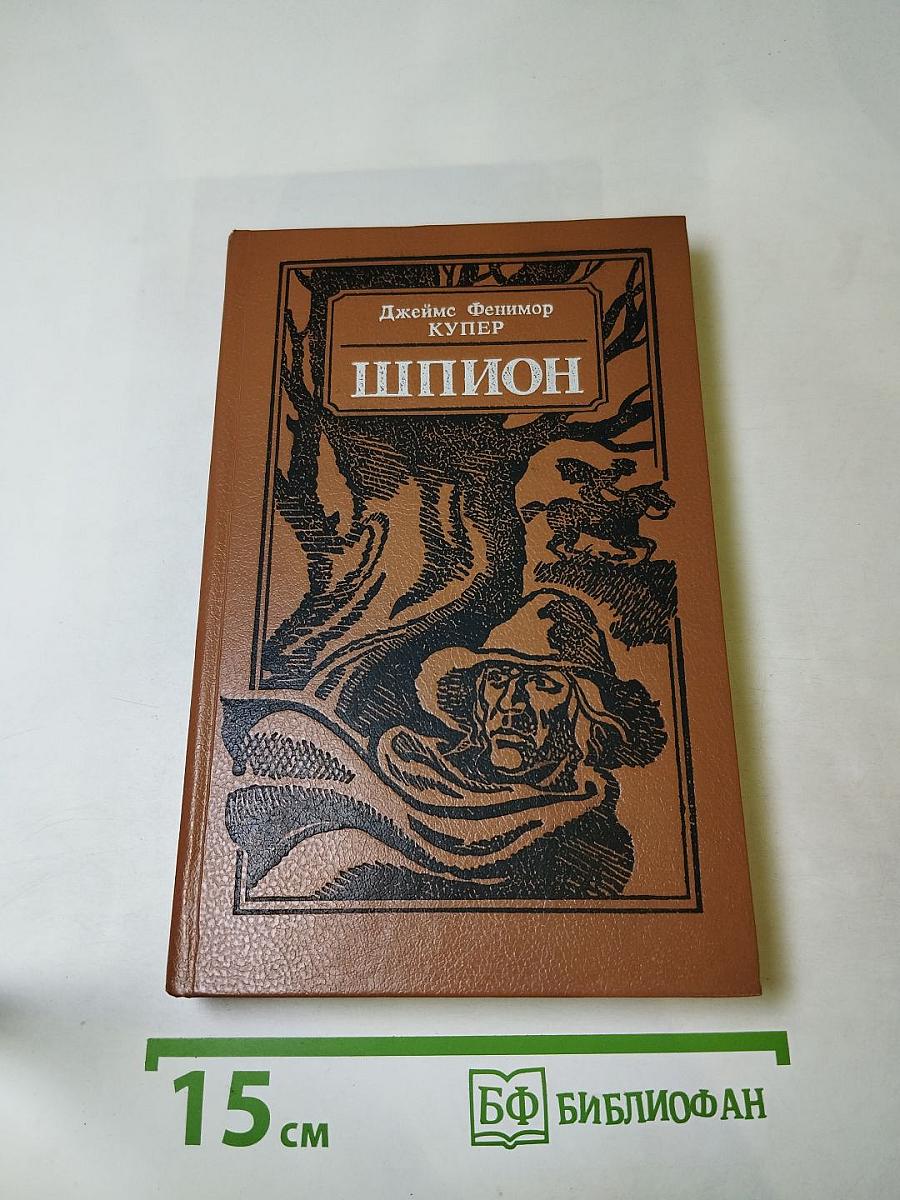 Джеймс Фенимор
КУПЕР
ШПИОН
15 см
БФ БИБЛИОФАН